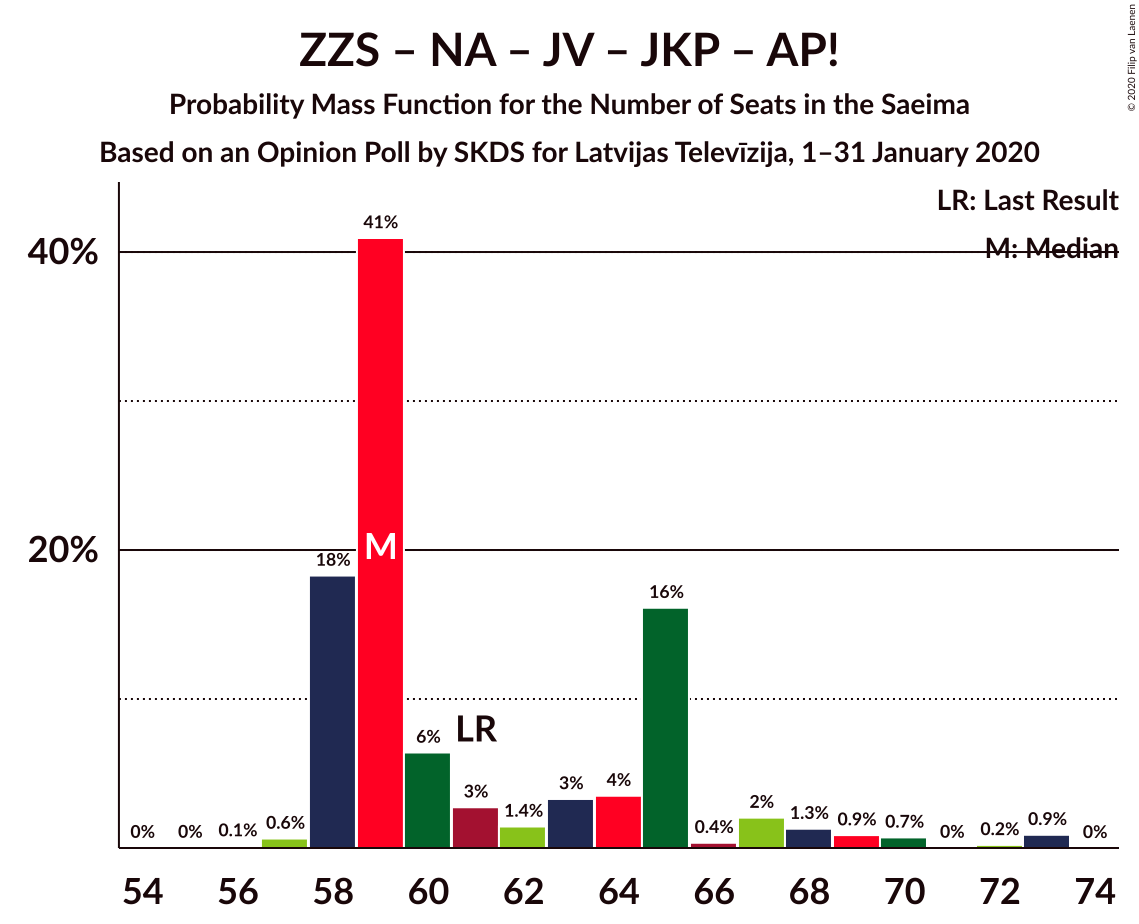 ZZS – NA – JV – JKP – AP!
Probability Mass Function for the Number of Seats in the Saeima
Based on an Opinion Poll by SKDS for Latvijas Televīzija, 1–31 January 2020
© 2020 Filip van Laenen
LR: Last Result
M: Median
40%
20%
0%
0%
0.1%
0.6%
18%
41%
M
6%
LR
3%
1.4%
3%
4%
16%
0.4%
2%
1.3%
0.9%
0.7%
0%
0.2%
0.9%
0%
54 56 58 60 62 64 66 68 70 72 74